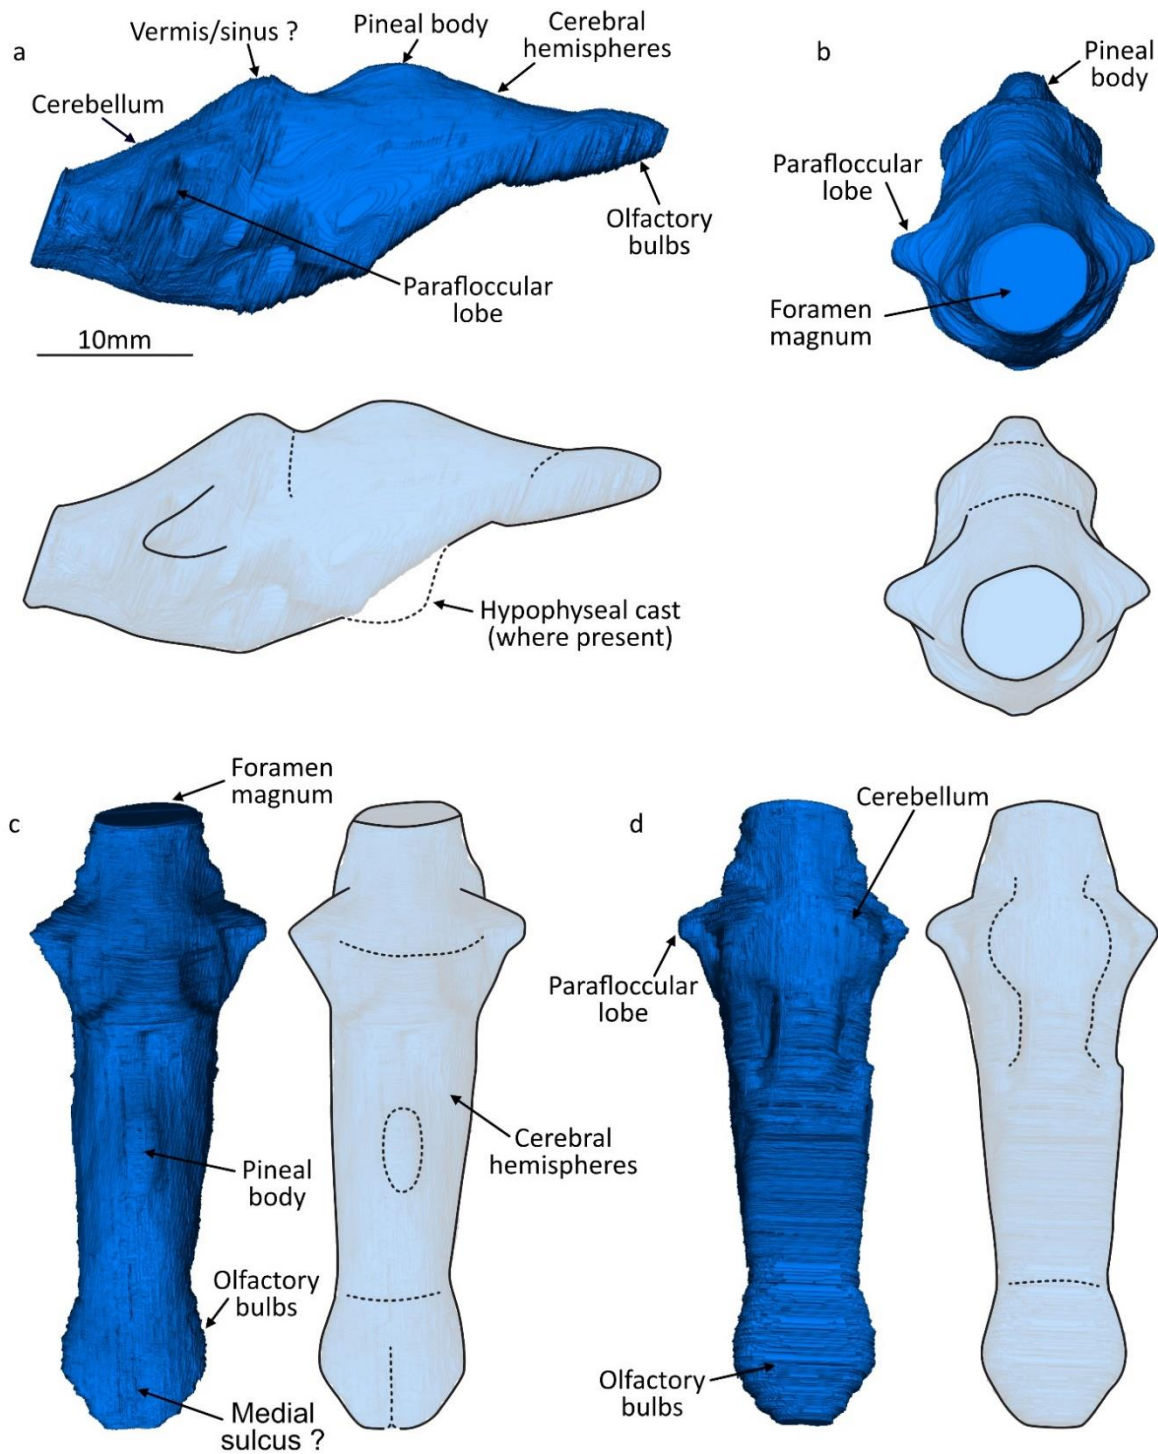 a
Vermis/sinus ?
Pineal body
Cerebral
hemispheres
Cerebellum
Parafloccular
lobe
Olfactory
bulbs
10mm
b
Pineal
body
Parafloccular
lobe
Foramen
magnum
Hypophyseal cast
(where present)
c
Foramen
magnum
Pineal
body
Cerebral
hemispheres
Olfactory
bulbs
Medial
sulcus ?
d
Cerebellum
Parafloccular
lobe
Olfactory
bulbs